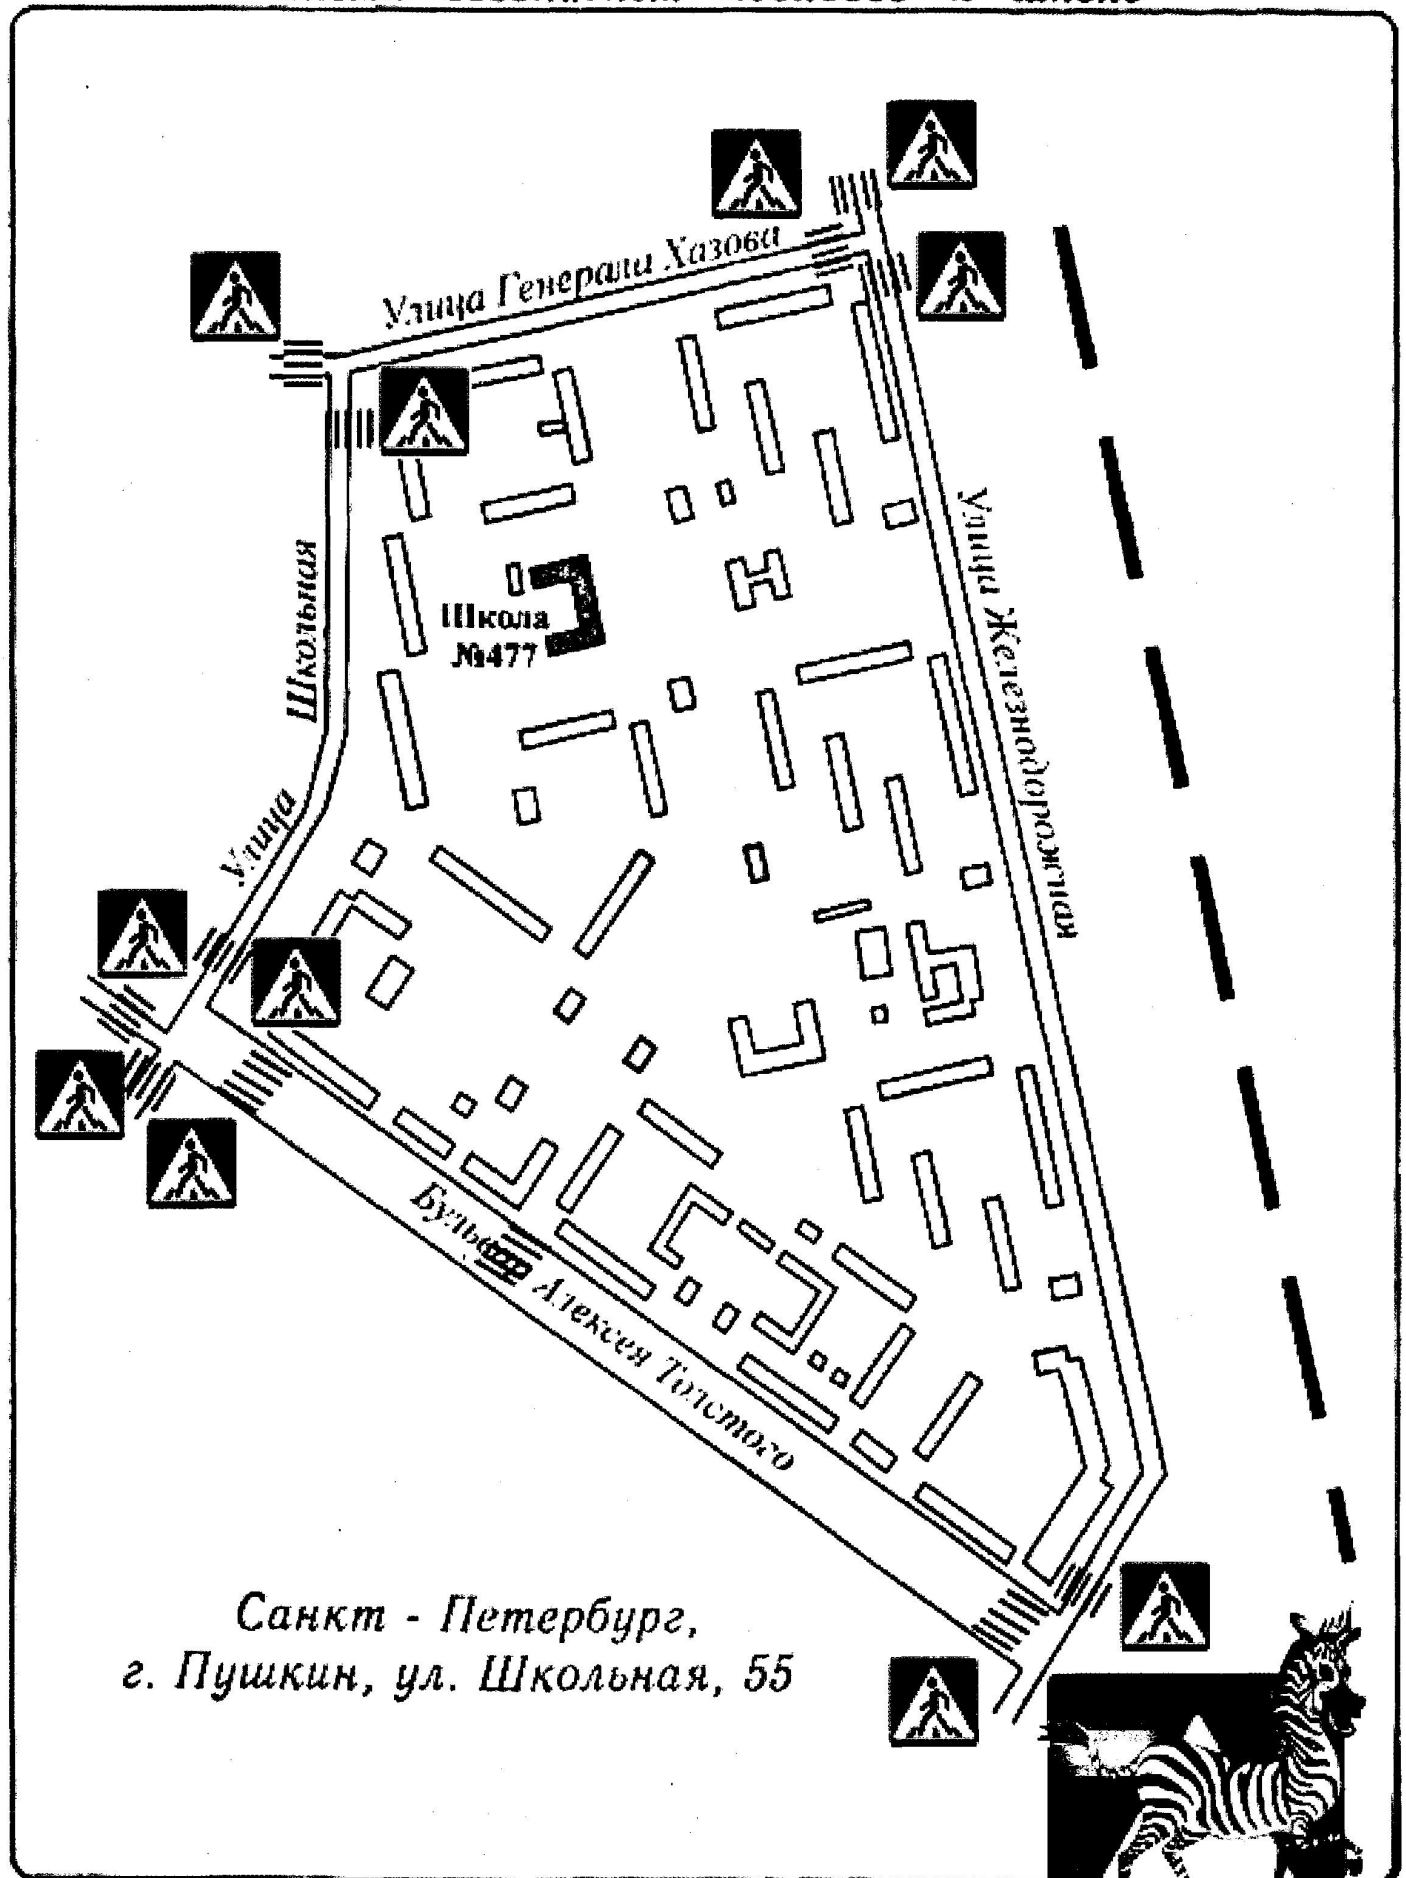 Улица Генерала Хазова
Улица Школьная
Школа
№477
Улица Железнодорожная
Бульвар Алексея Толстого
Санкт - Петербург,
г. Пушкин, ул. Школьная, 55